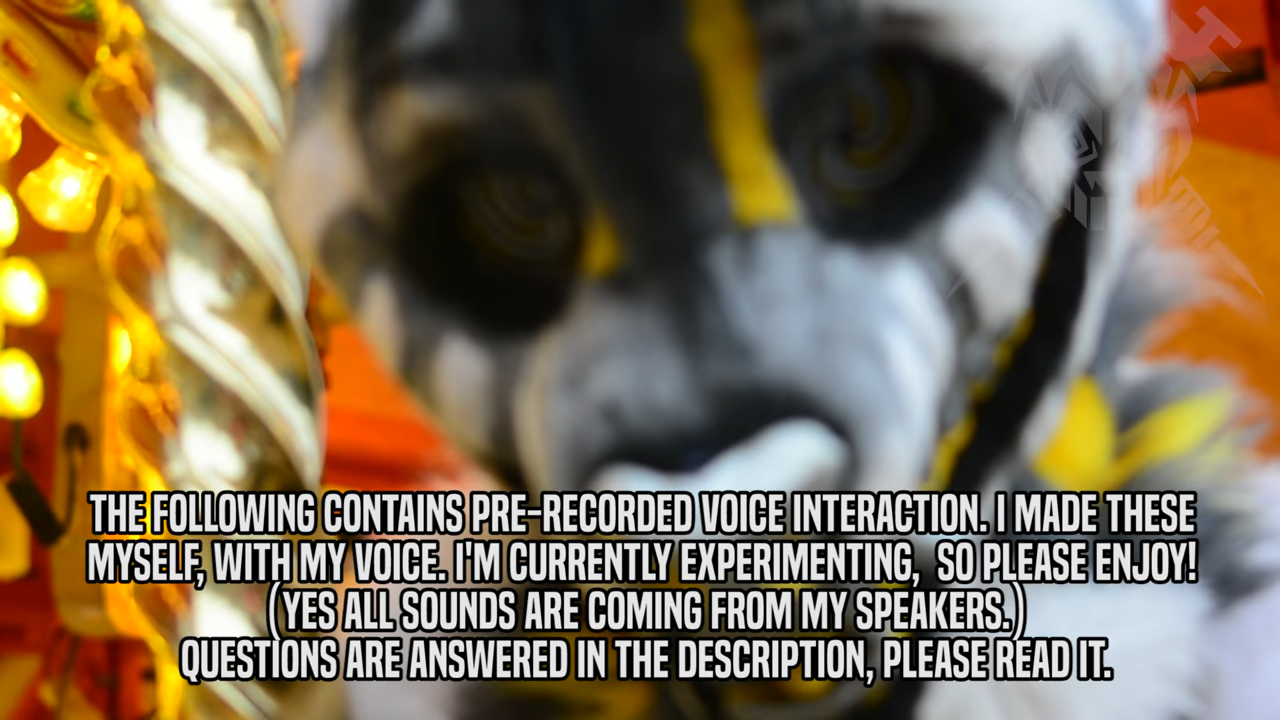 THE FOLLOWING CONTAINS PRE-RECORDED VOICE INTERACTION. I MADE THESE
MYSELF, WITH MY VOICE. I'M CURRENTLY EXPERIMENTING, SO PLEASE ENJOY!
(YES ALL SOUNDS ARE COMING FROM MY SPEAKERS.)
QUESTIONS ARE ANSWERED IN THE DESCRIPTION, PLEASE READ IT.